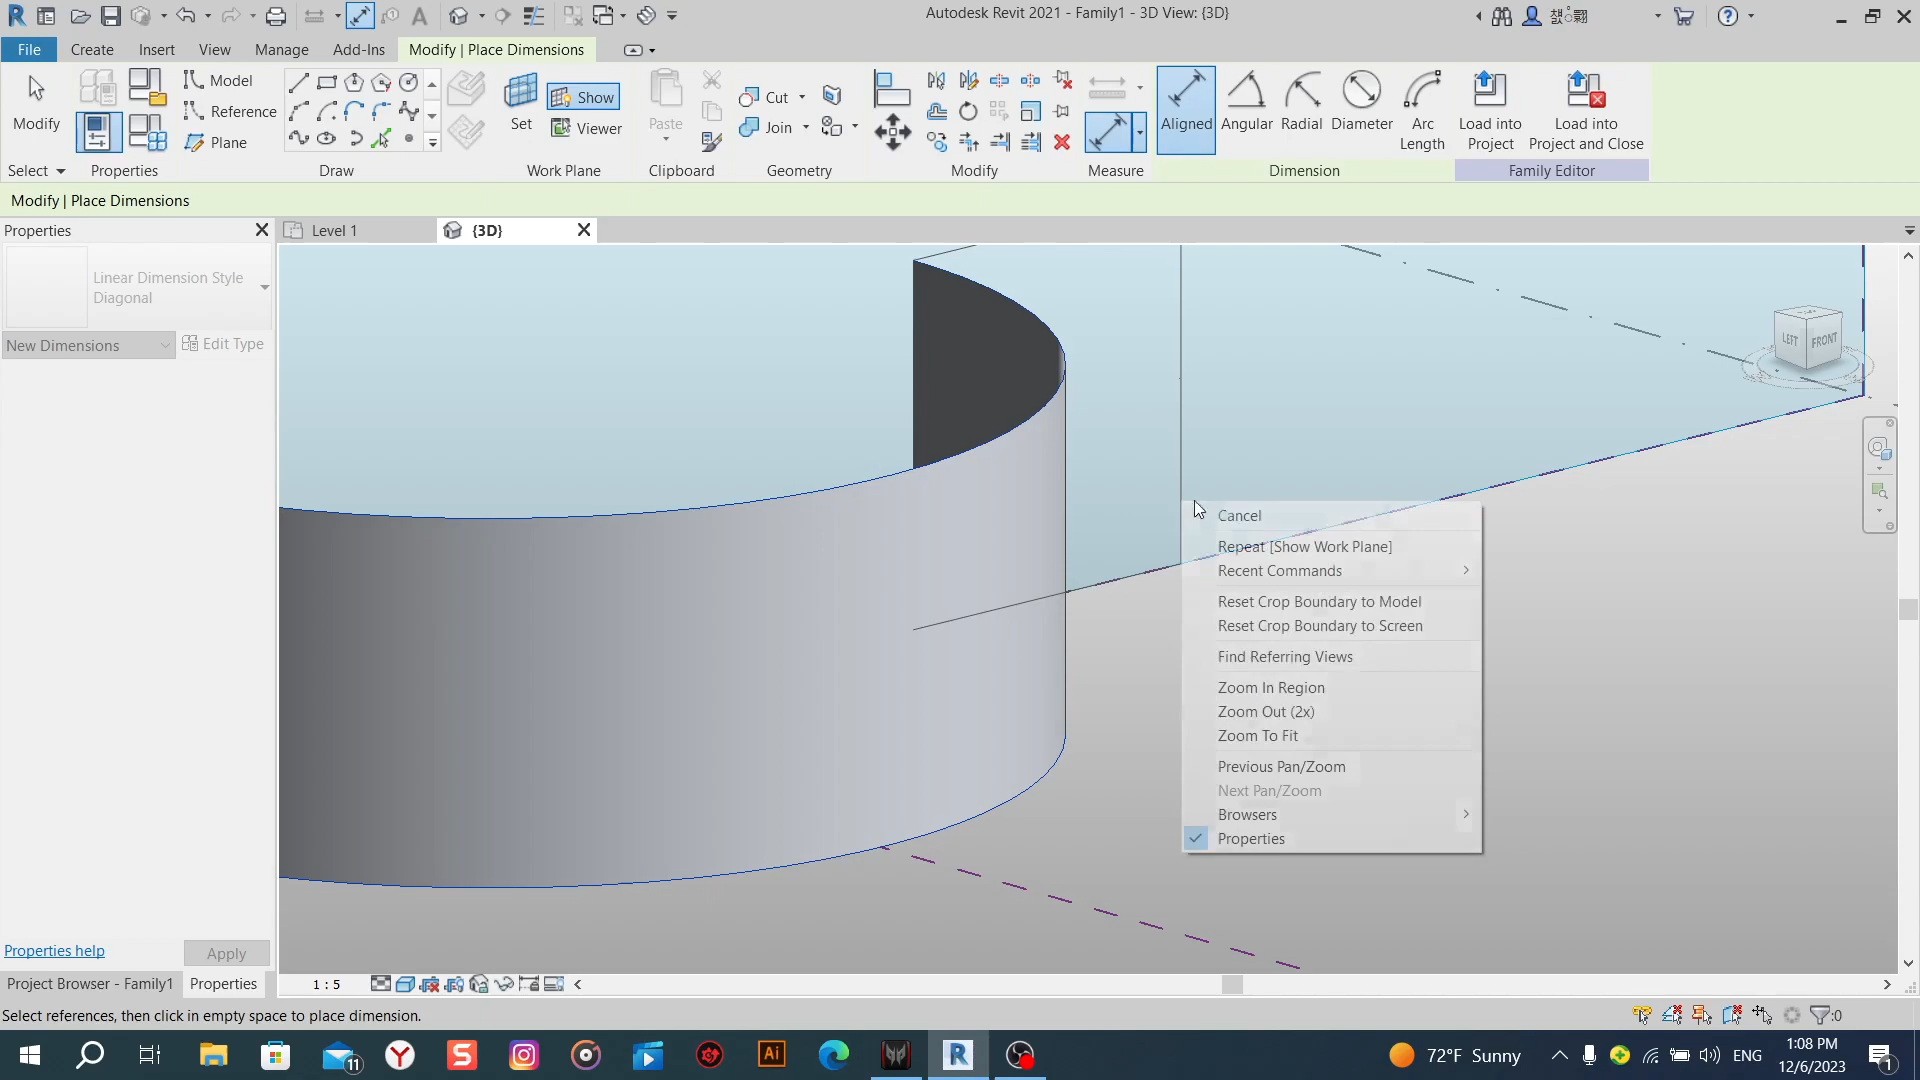 Autodesk Revit 2021 - Family1 - 3D View: {3D}
File
Create
Insert
View
Manage
Add-Ins
Modify | Place Dimensions
Modify
Model
Reference
Plane
Set
Show
Viewer
Paste
Cut
Join
Aligned
Angular
Radial
Diameter
Arc
Length
Load into
Project
Load into
Project and Close
Select
Properties
Draw
Work Plane
Clipboard
Geometry
Modify
Measure
Dimension
Family Editor
Modify | Place Dimensions
Properties
Level 1
{3D}
Linear Dimension Style
Diagonal
New Dimensions
Edit Type
LEFT
FRONT
Cancel
Repeat [Show Work Plane]
Recent Commands
Reset Crop Boundary to Model
Reset Crop Boundary to Screen
Find Referring Views
Zoom In Region
Zoom Out (2x)
Zoom To Fit
Previous Pan/Zoom
Next Pan/Zoom
Browsers
Properties
Properties help
Apply
Project Browser - Family1
Properties
1 : 5
Select references, then click in empty space to place dimension.
:0
11
Ai
72°F Sunny
ENG
1:08 PM
12/6/2023
1